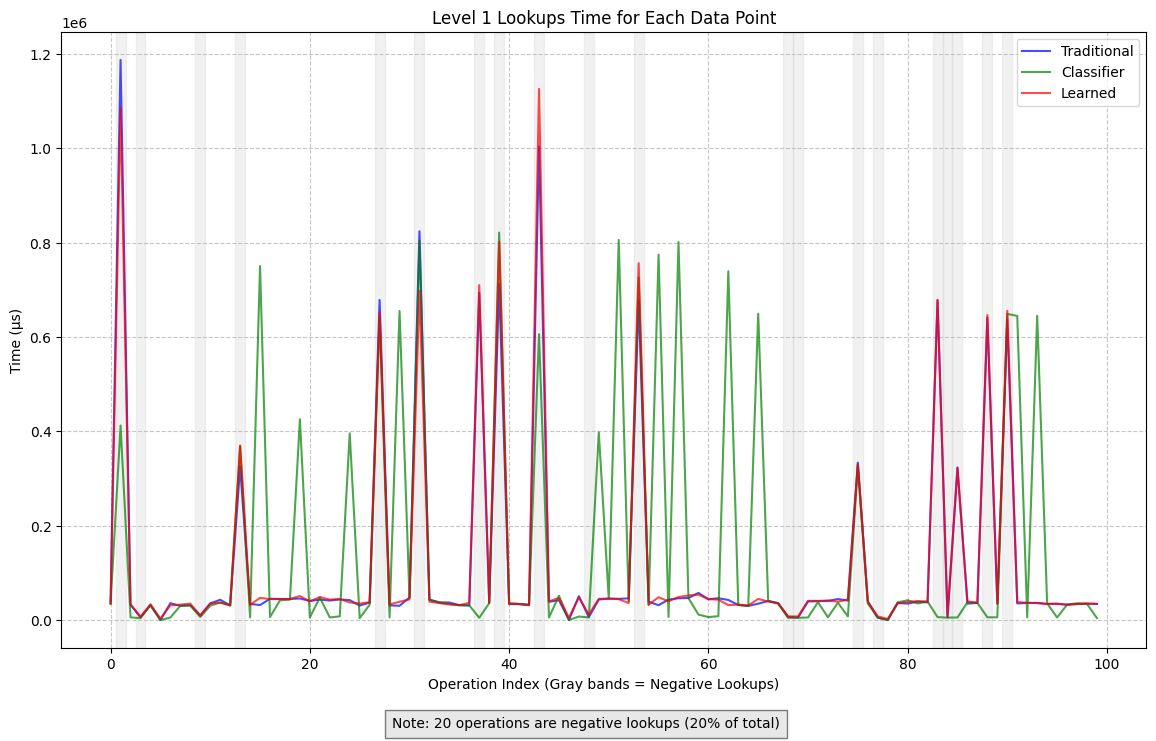 Level 1 Lookups Time for Each Data Point
1e6
Traditional
Classifier
Learned
1.2
1.0
0.8
0.6
0.4
0.2
0.0
Time (µs)
0 20 40 60 80 100
Operation Index (Gray bands = Negative Lookups)
Note: 20 operations are negative lookups (20% of total)